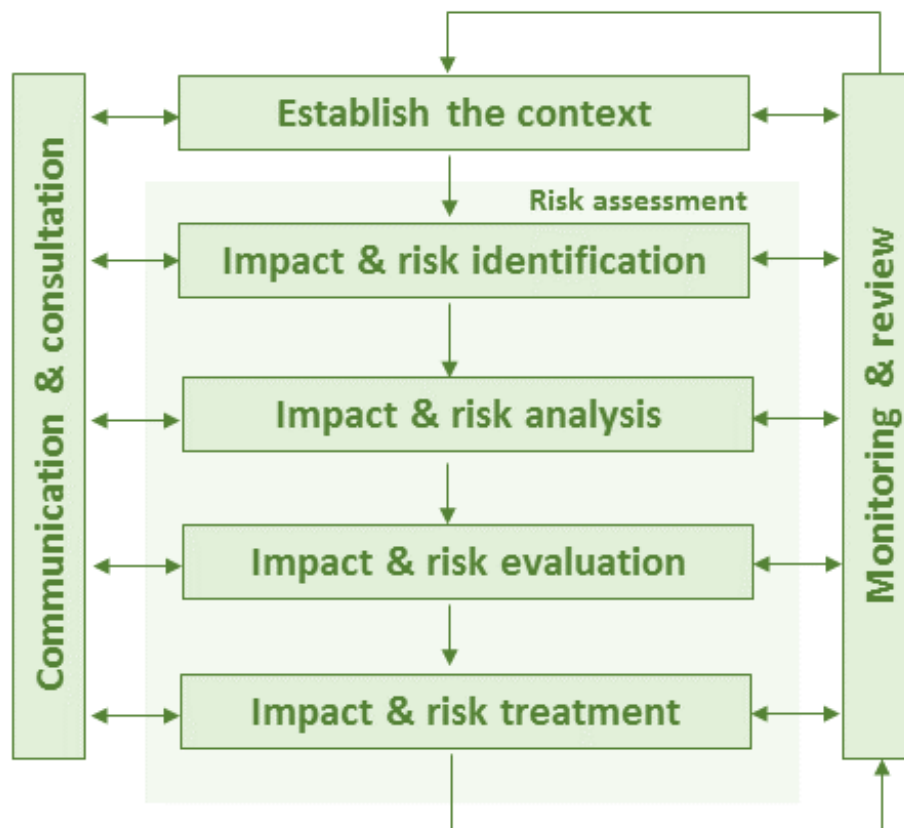 Establish the context
Risk assessment
Impact & risk identification
Impact & risk analysis
Impact & risk evaluation
Impact & risk treatment
Communication & consultation
Monitoring & review